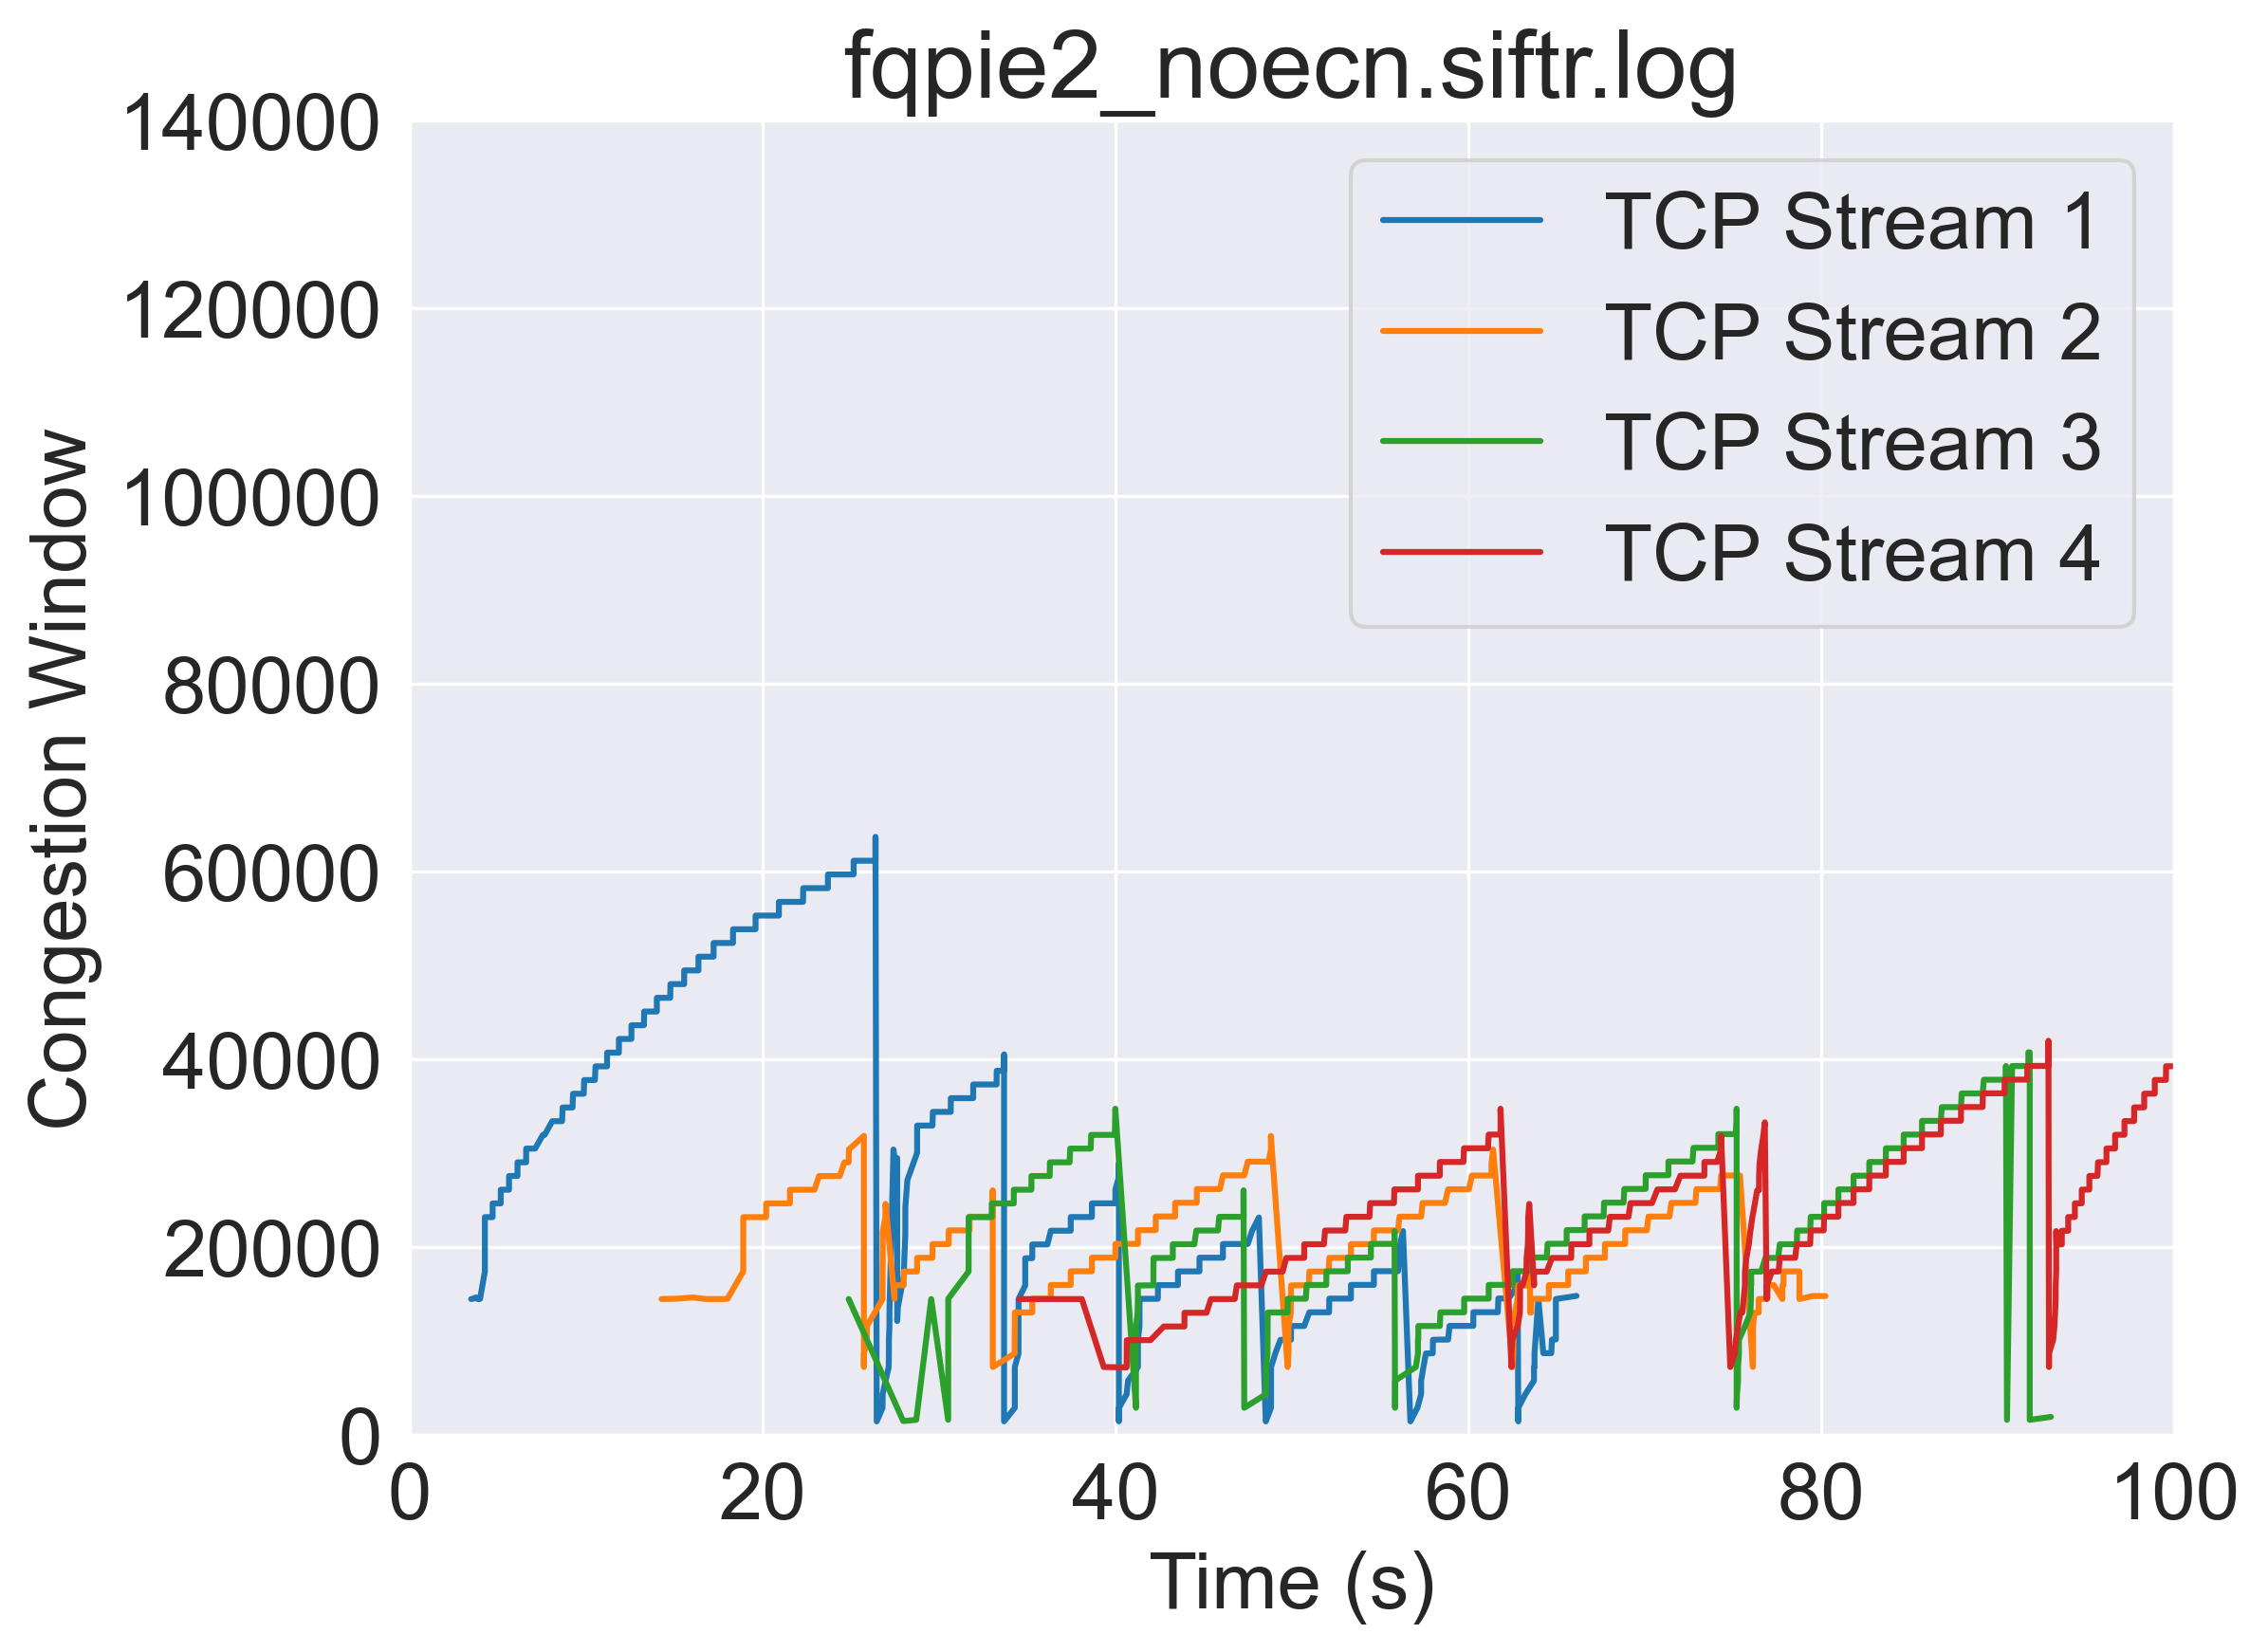 fqpie2_noecn.siftr.log
140000
120000
100000
80000
60000
40000
20000
0
Congestion Window
TCP Stream 1
TCP Stream 2
TCP Stream 3
TCP Stream 4
0 20 40 60 80 100
Time (s)